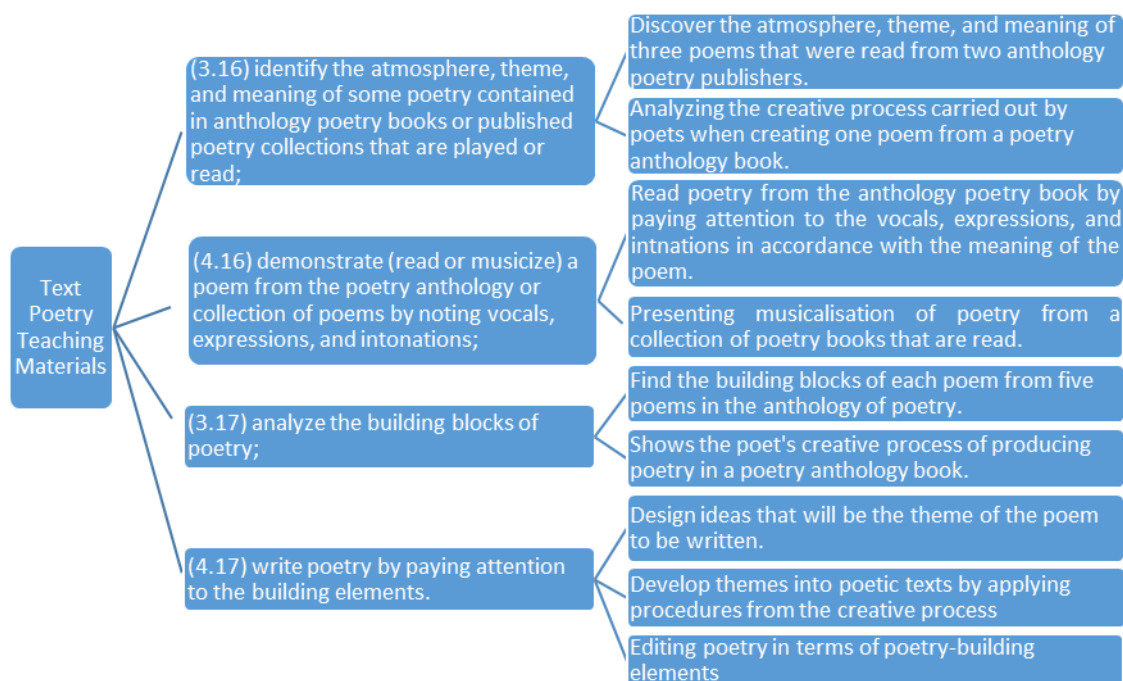 Text
Poetry
Teaching
Materials
(3.16) identify the atmosphere, theme,
and meaning of some poetry contained
in anthology poetry books or published
poetry collections that are played or
read;
Discover the atmosphere, theme, and meaning of
three poems that were read from two anthology
poetry publishers.
Analyzing the creative process carried out by
poets when creating one poem from a poetry
anthology book.
(4.16) demonstrate (read or musicize) a
poem from the poetry anthology or
collection of poems by noting vocals,
expressions, and intonations;
Read poetry from the anthology poetry book by
paying attention to the vocals, expressions, and
intnations in accordance with the meaning of the
poem.
Presenting musicalisation of poetry from a
collection of poetry books that are read.
(3.17) analyze the building blocks of
poetry;
Find the building blocks of each poem from five
poems in the anthology of poetry.
Shows the poet's creative process of producing
poetry in a poetry anthology book.
(4.17) write poetry by paying attention
to the building elements.
Design ideas that will be the theme of the poem
to be written.
Develop themes into poetic texts by applying
procedures from the creative process
Editing poetry in terms of poetry-building
elements